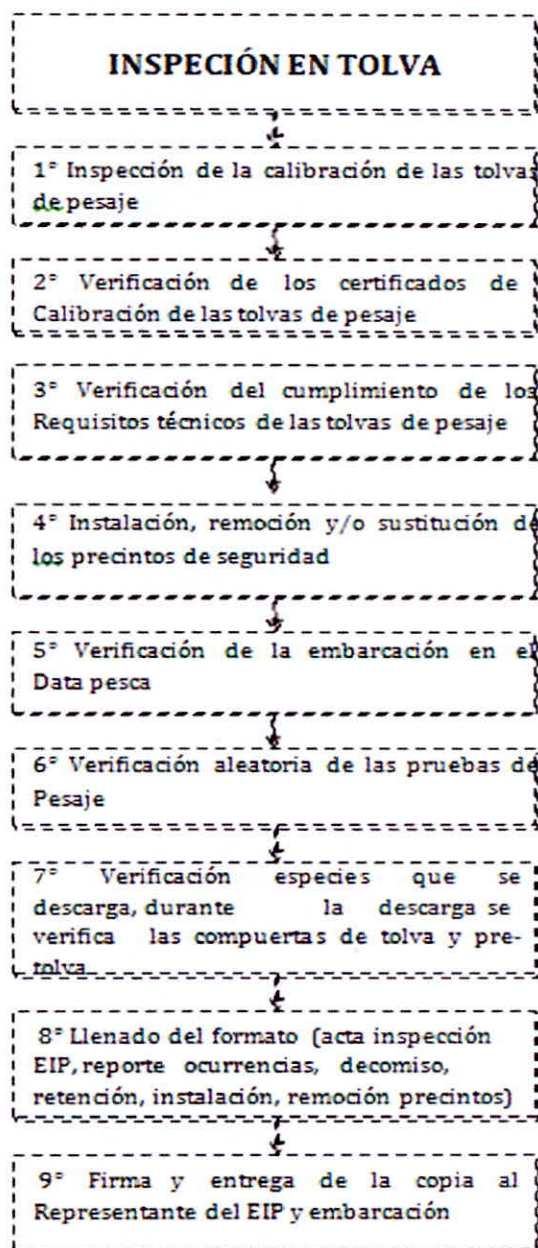 INSPECIÓN EN TOLVA
1° Inspección de la calibración de las tolvas
de pesaje
2° Verificación de los certificados de
Calibración de las tolvas de pesaje
3° Verificación del cumplimiento de los
Requisitos técnicos de las tolvas de pesaje
4° Instalación, remoción y/o sustitución de
los precintos de seguridad
5° Verificación de la embarcación en el
Data pesca
6° Verificación aleatoria de las pruebas de
Pesaje
7° Verificación especies que se
descarga, durante la descarga se
verifica las compuertas de tolva y pre-
tolva
8° Llenado del formato (acta inspección
EIP, reporte ocurrencias, decomiso,
retención, instalación, remoción precintos)
9° Firma y entrega de la copia al
Representante del EIP y embarcación